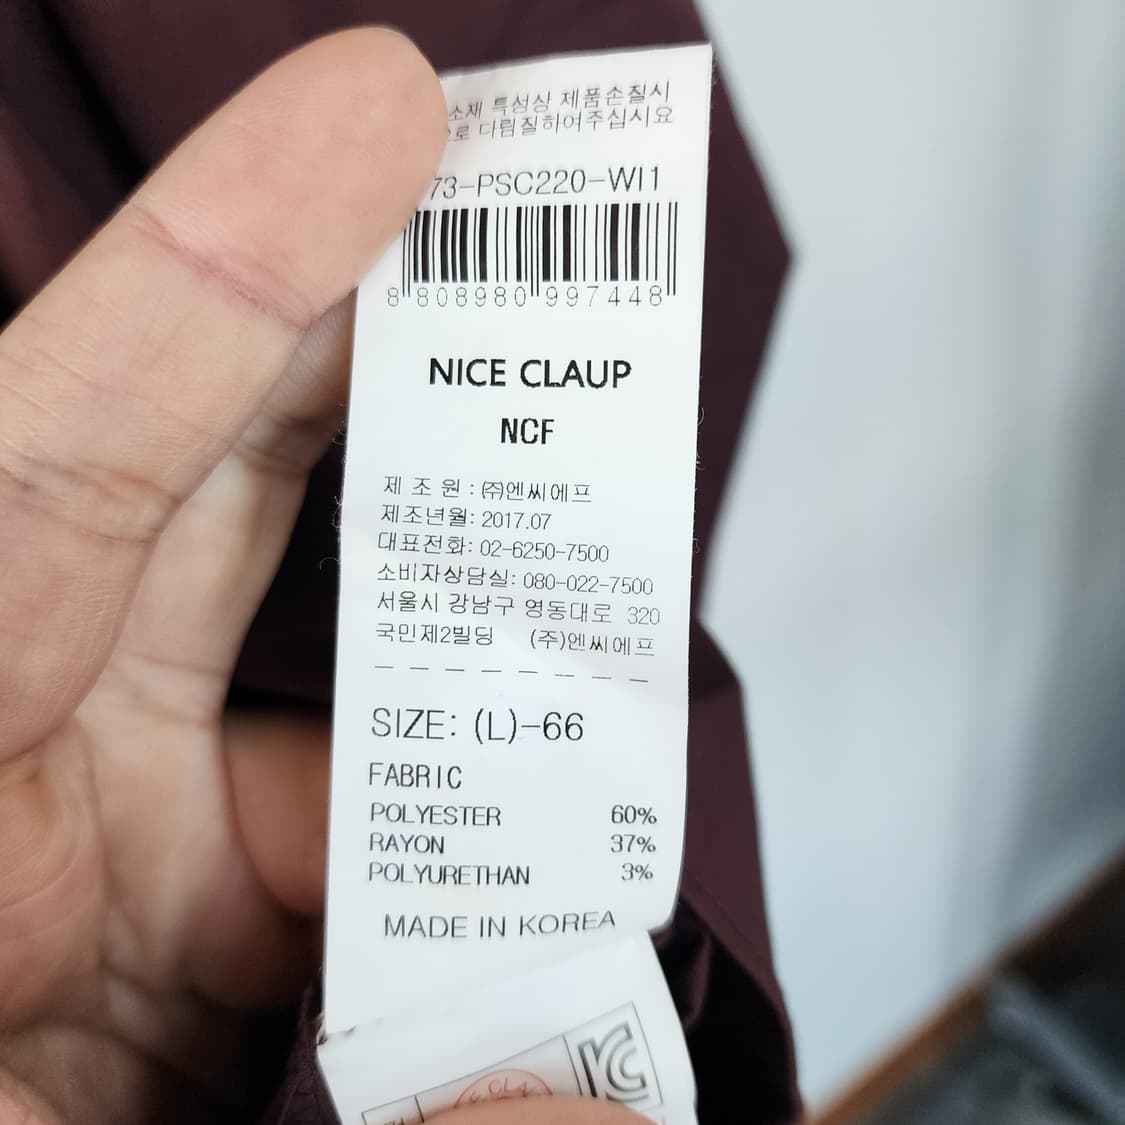 소재 특성상 제품손질시
로 다림질하여주십시요
73-PSC220-WI1
8 808980 997448
NICE CLAUP
NCF
제 조 원 : ㈜엔씨에프
제조년월: 2017.07
대표전화: 02-6250-7500
소비자상담실: 080-022-7500
서울시 강남구 영동대로 320
국민제2빌딩 (주)엔씨에프
SIZE: (L)-66
FABRIC
POLYESTER 60%
RAYON 37%
POLYURETHAN 3%
MADE IN KOREA